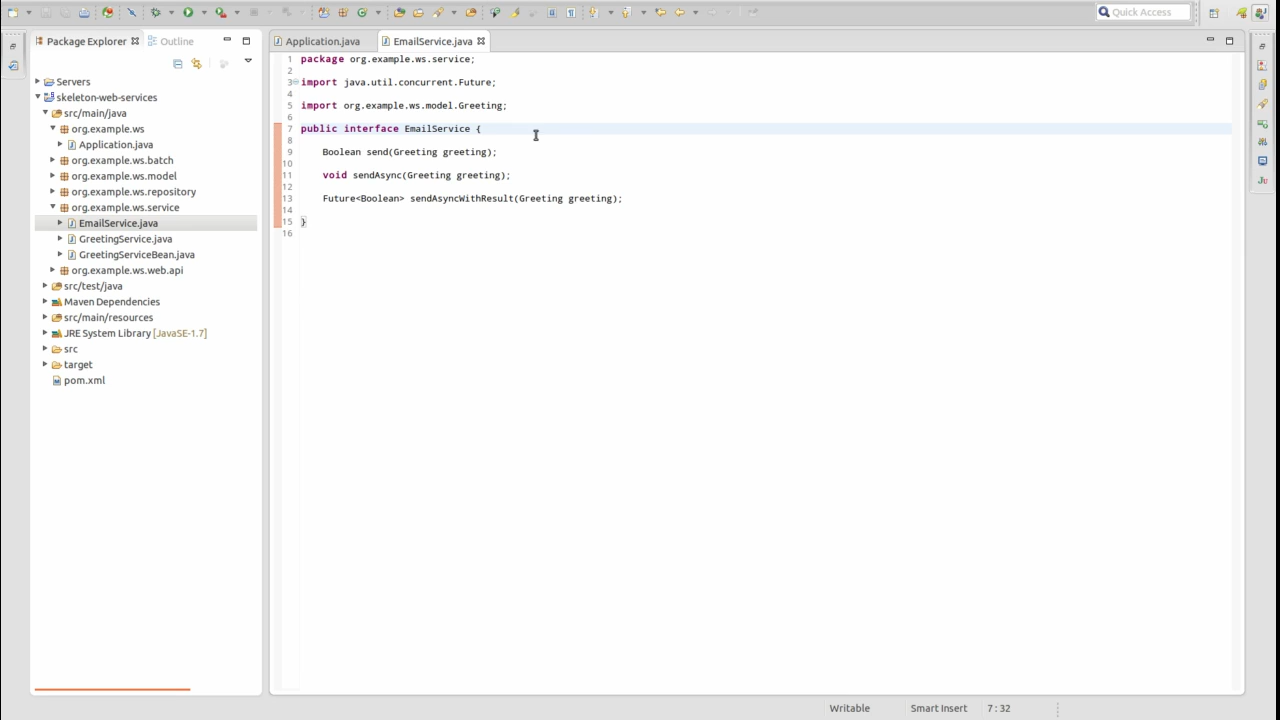 Quick Access
Package Explorer
Outline
Servers
skeleton-web-services
src/main/java
org.example.ws
Application.java
org.example.ws.batch
org.example.ws.model
org.example.ws.repository
org.example.ws.service
EmailService.java
GreetingService.java
GreetingServiceBean.java
org.example.ws.web.api
src/test/java
Maven Dependencies
src/main/resources
JRE System Library [JavaSE-1.7]
src
target
pom.xml
Application.java
EmailService.java
1 package org.example.ws.service;
2
3 import java.util.concurrent.Future;
4
5 import org.example.ws.model.Greeting;
6
7 public interface EmailService {
8
9 Boolean send(Greeting greeting);
10
11 void sendAsync(Greeting greeting);
12
13 Future<Boolean> sendAsyncWithResult(Greeting greeting);
14
15 }
16
Writable
Smart Insert
7 : 32